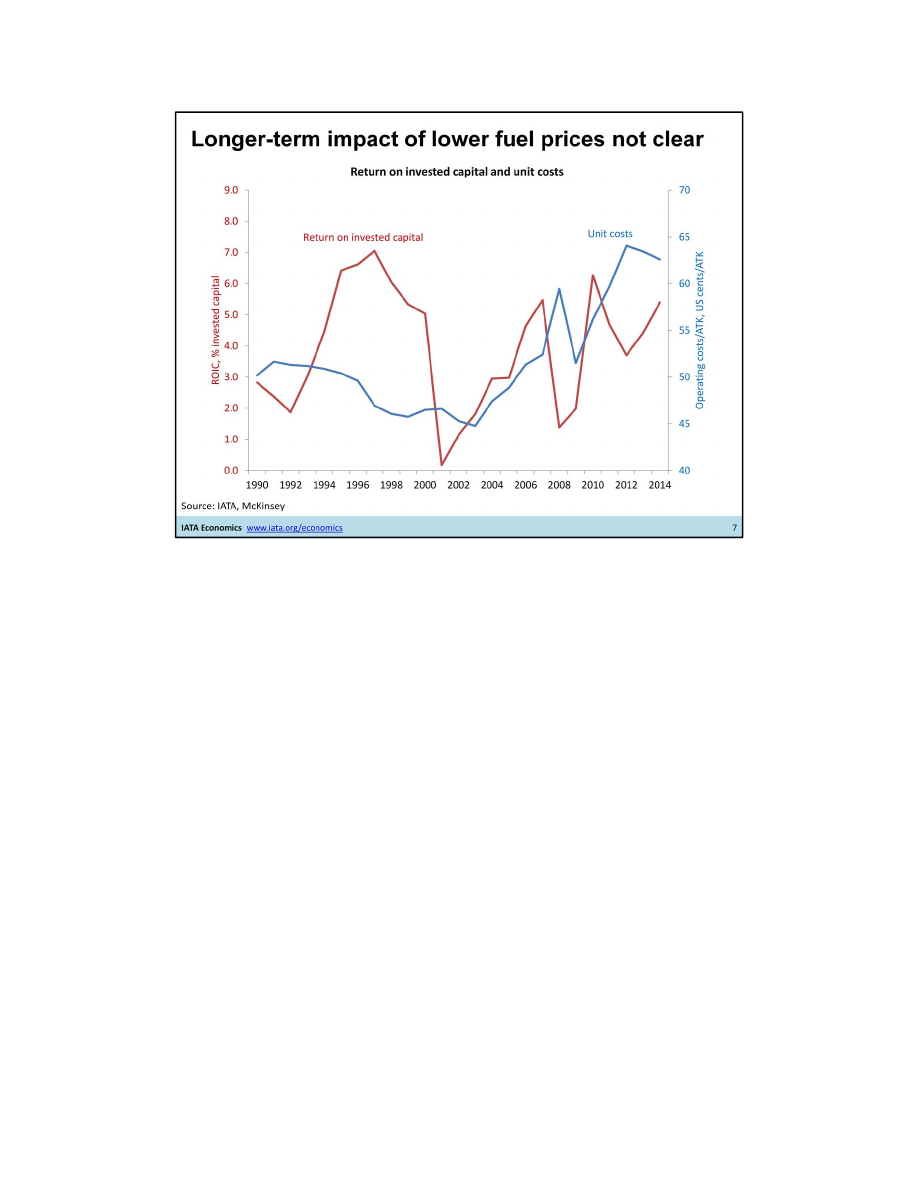 Longer-term impact of lower fuel prices not clear
Return on invested capital and unit costs
9.0
8.0
7.0
6.0
5.0
4.0
3.0
2.0
1.0
0.0
ROIC, % invested capital
Return on invested capital
Unit costs
70
65
60
55
50
45
40
Operating costs/ATK, US cents/ATK
1990 1992 1994 1996 1998 2000 2002 2004 2006 2008 2010 2012 2014
Source: IATA, McKinsey
IATA Economics www.iata.org/economics 7